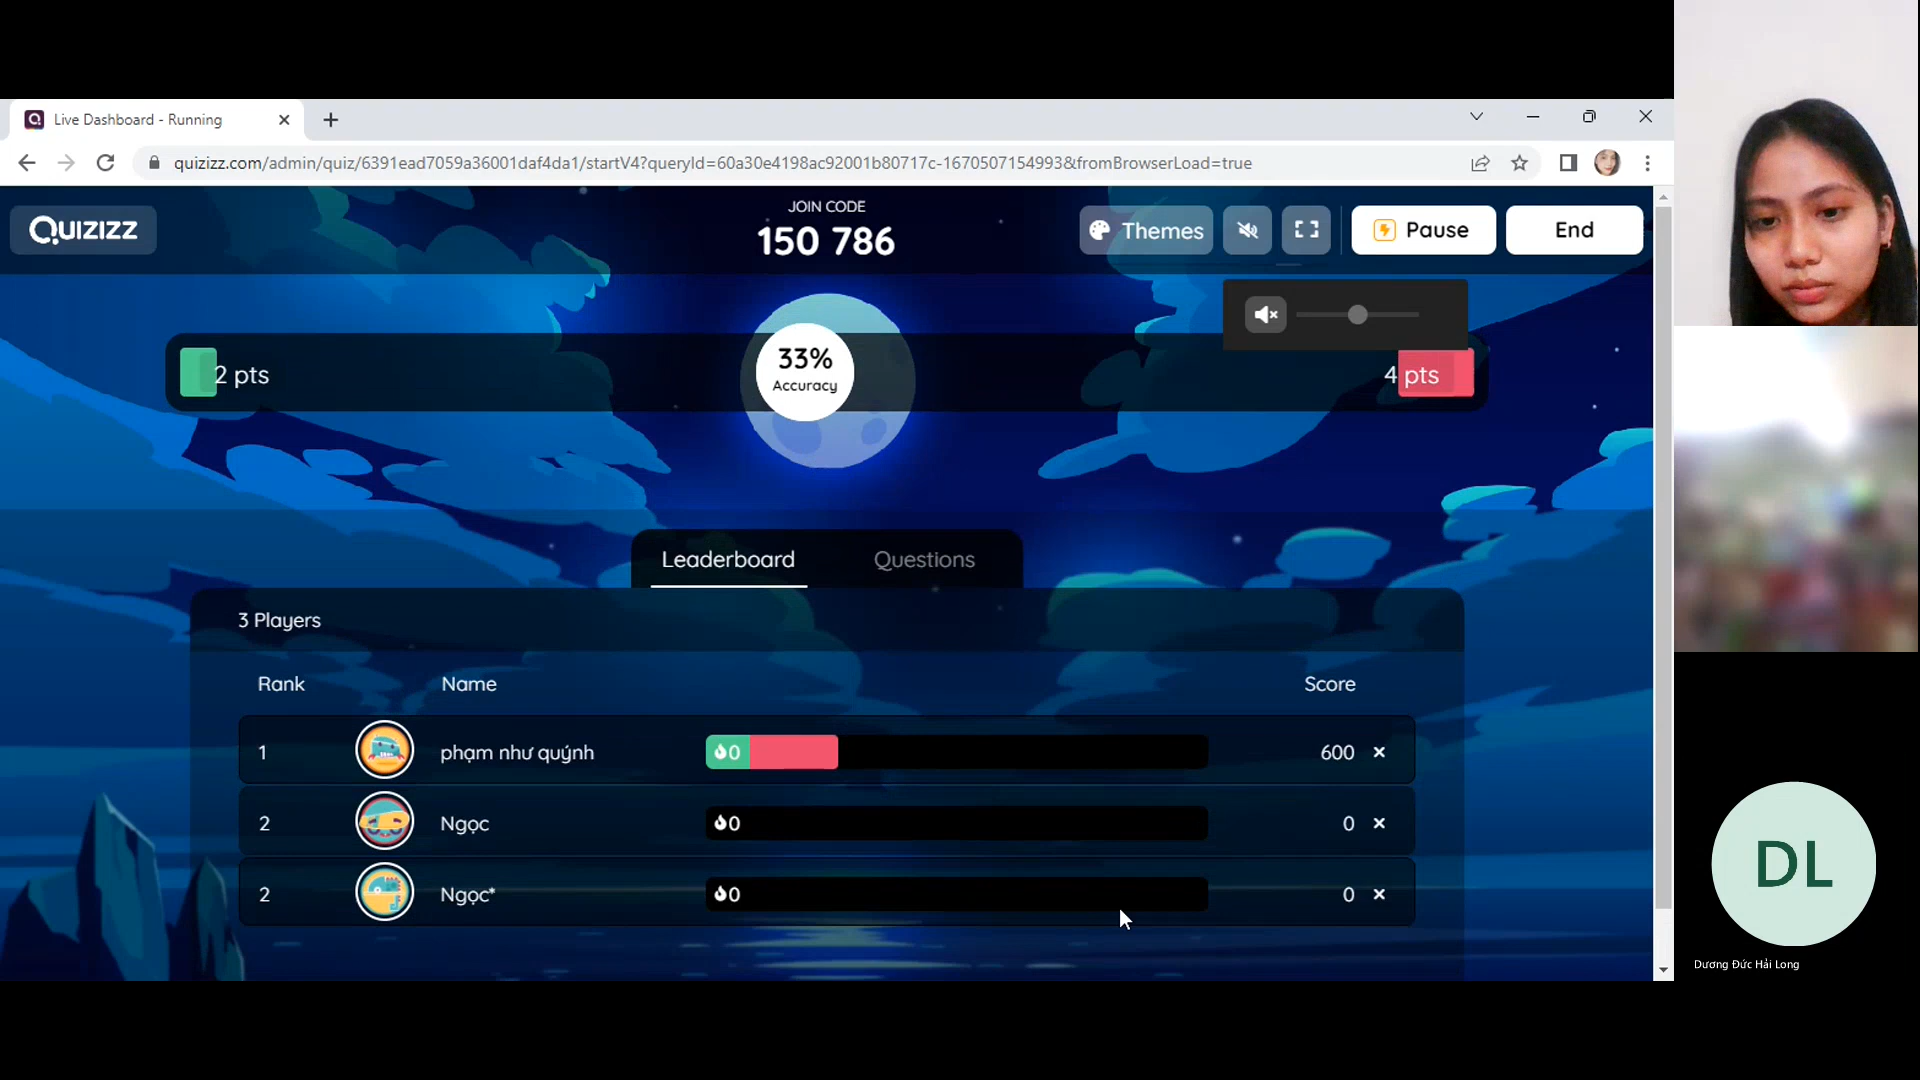 Live Dashboard - Running
quizizz.com/admin/quiz/6391ead7059a36001daf4da1/startV4?queryId=60a30e4198ac92001b80717c-1670507154993&fromBrowserLoad=true
QUIZIZZ
JOIN CODE
150 786
Themes
Pause
End
2 pts
33%
Accuracy
4 pts
Leaderboard Questions
3 Players
Rank Name Score
1 phạm như quýnh 0 600
2 Ngọc 0 0
2 Ngọc* 0 0
DL
Dương Đức Hải Long